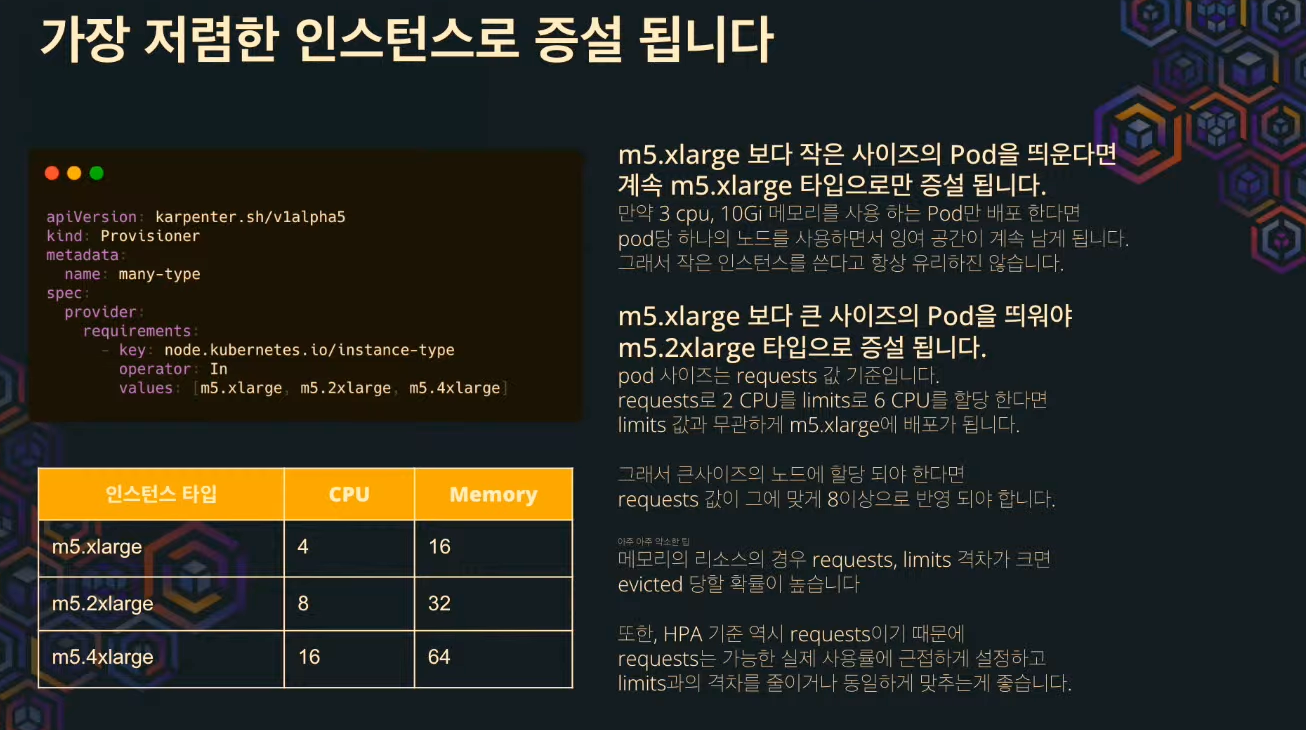 가장 저렴한 인스턴스로 증설 됩니다
apiVersion: karpenter.sh/v1alpha5
kind: Provisioner
metadata:
name: many-type
spec:
provider:
requirements:
- key: node.kubernetes.io/instance-type
operator: In
values: [m5.xlarge, m5.2xlarge, m5.4xlarge]
인스턴스 타입 CPU Memory
m5.xlarge 4 16
m5.2xlarge 8 32
m5.4xlarge 16 64
m5.xlarge 보다 작은 사이즈의 Pod을 띄운다면
계속 m5.xlarge 타입으로만 증설 됩니다.
만약 3 cpu, 10Gi 메모리를 사용 하는 Pod만 배포 한다면
pod당 하나의 노드를 사용하면서 잉여 공간이 계속 남게 됩니다.
그래서 작은 인스턴스를 쓴다고 항상 유리하진 않습니다.
m5.xlarge 보다 큰 사이즈의 Pod을 띄워야
m5.2xlarge 타입으로 증설 됩니다.
pod 사이즈는 requests 값 기준입니다.
requests로 2 CPU를 limits로 6 CPU를 할당 한다면
limits 값과 무관하게 m5.xlarge에 배포가 됩니다.
그래서 큰사이즈의 노드에 할당 되야 한다면
requests 값이 그에 맞게 8이상으로 반영 되야 합니다.
아주 아주 약소한 팁
메모리의 리소스의 경우 requests, limits 격차가 크면
evicted 당할 확률이 높습니다
또한, HPA 기준 역시 requests이기 때문에
requests는 가능한 실제 사용률에 근접하게 설정하고
limits과의 격차를 줄이거나 동일하게 맞추는게 좋습니다.